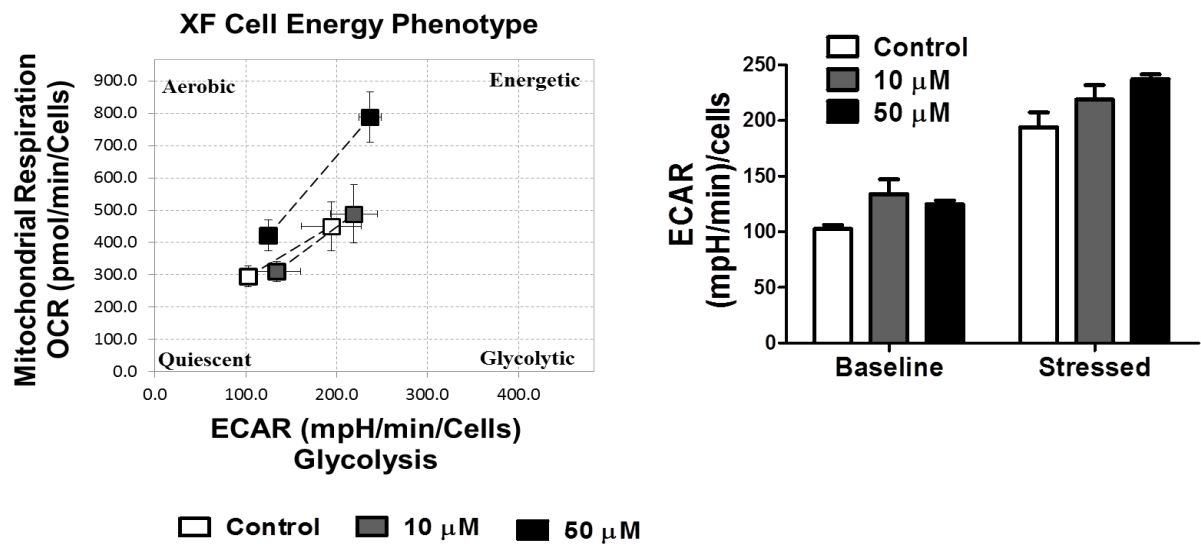 XF Cell Energy Phenotype
Mitochondrial Respiration
OCR (pmol/min/Cells)
900.0
800.0
700.0
600.0
500.0
400.0
300.0
200.0
100.0
0.0
Aerobic
Energetic
Quiescent
Glycolytic
0.0 100.0 200.0 300.0 400.0
ECAR (mpH/min/Cells)
Glycolysis
Control 10 μM 50 μM
Control
10 μM
50 μM
ECAR
(mpH/min)/cells
250
200
150
100
50
0
Baseline Stressed